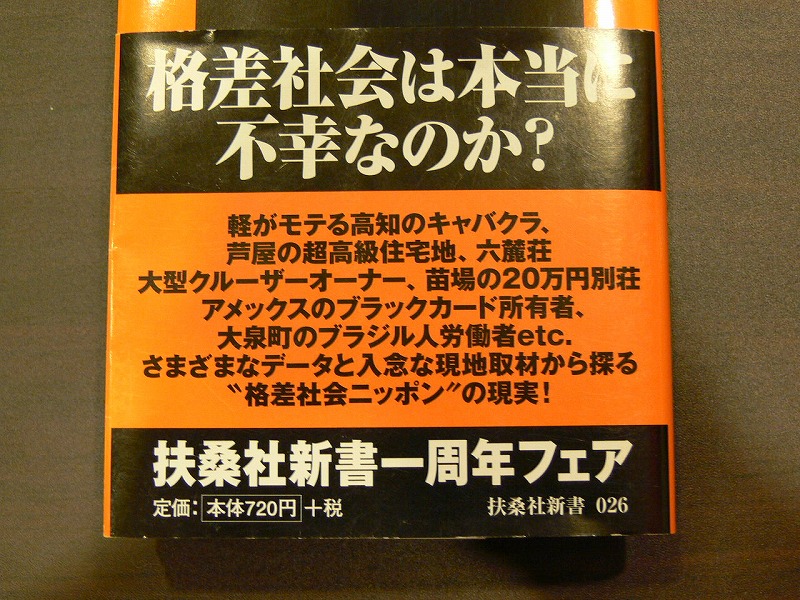 格差社会は本当に
不幸なのか?
軽がモテる高知のキャバクラ、
芦屋の超高級住宅地、六麓荘
大型クルーザーオーナー、苗場の20万円別荘
アメックスのブラックカード所有者、
大泉町のブラジル人労働者etc.
さまざまなデータと入念な現地取材から探る
〝格差社会ニッポン〟の現実!
扶桑社新書一周年フェア
定価:本体720円+税
扶桑社新書 026